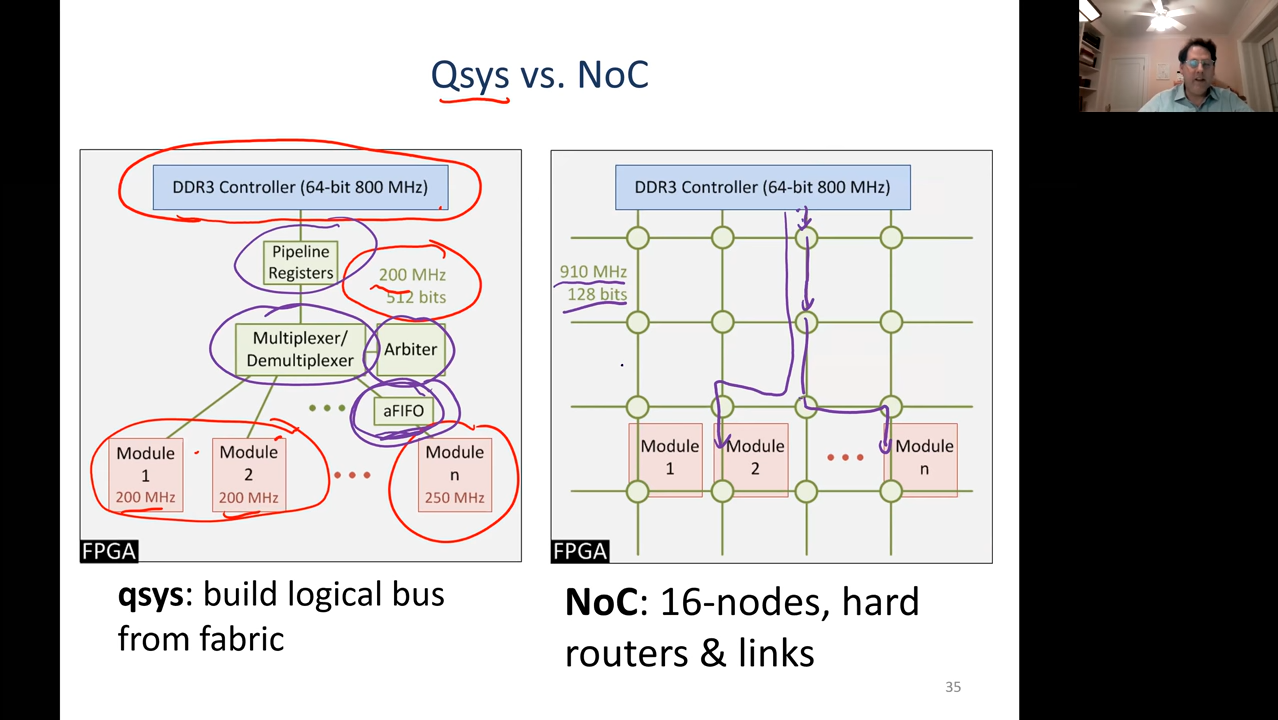 Qsys vs. NoC
DDR3 Controller (64-bit 800 MHz)
Pipeline
Registers
200 MHz
512 bits
Multiplexer/
Demultiplexer
Arbiter
aFIFO
Module
1
200 MHz
Module
2
200 MHz
Module
n
250 MHz
FPGA
qsys: build logical bus
from fabric
DDR3 Controller (64-bit 800 MHz)
910 MHz
128 bits
Module
1
Module
2
Module
n
FPGA
NoC: 16-nodes, hard
routers & links
35